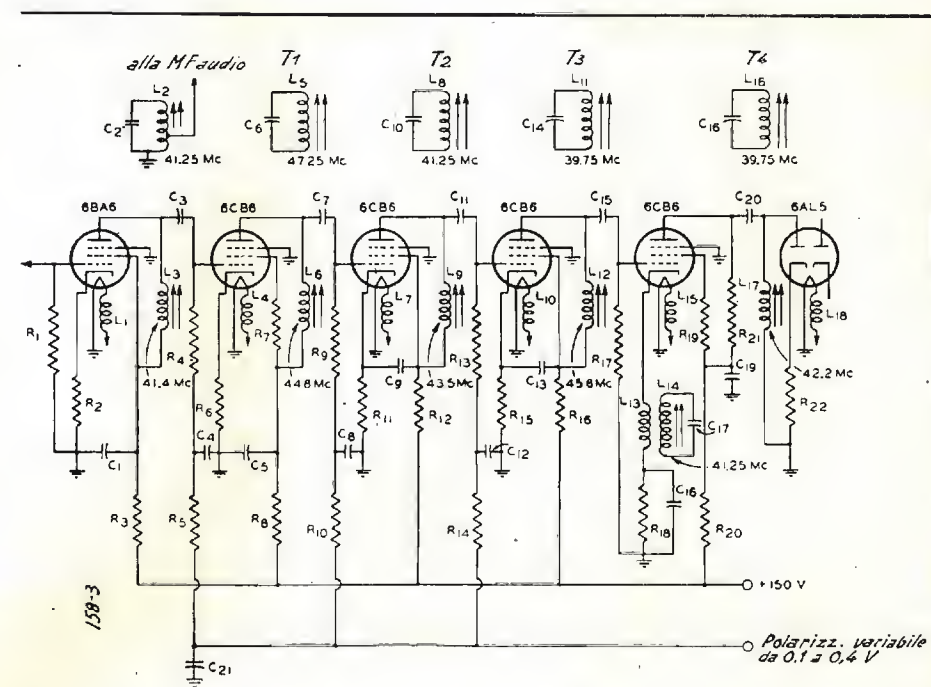 alla MF audio
T1
T2
T3
T4
L2
L5
L8
L11
L16
C2
C6
C10
C14
C16
41.25 Mc
47.25 Mc
41.25 Mc
39.75 Mc
39.75 Mc
6BA6
C3
6CB6
C7
6CB6
C11
6CB6
C15
6CB6
C20
6AL5
L3
L6
L9
L12
L17
L1
L4
L7
L10
L15
L18
R1
R4
R7
R9
R13
R17
R19
R21
41.4 Mc
44.8 Mc
43.5 Mc
45.8 Mc
42.2 Mc
C9
C13
C19
R2
R6
R11
R12
R15
R16
L13
L14
C17
R22
C1
C4
C5
C8
C12
41.25 Mc
R3
R5
R8
R10
R14
R18
C16
R20
+150 V
158-3
C21
Polarizz. variabile
da 0.1 a 0,4 V